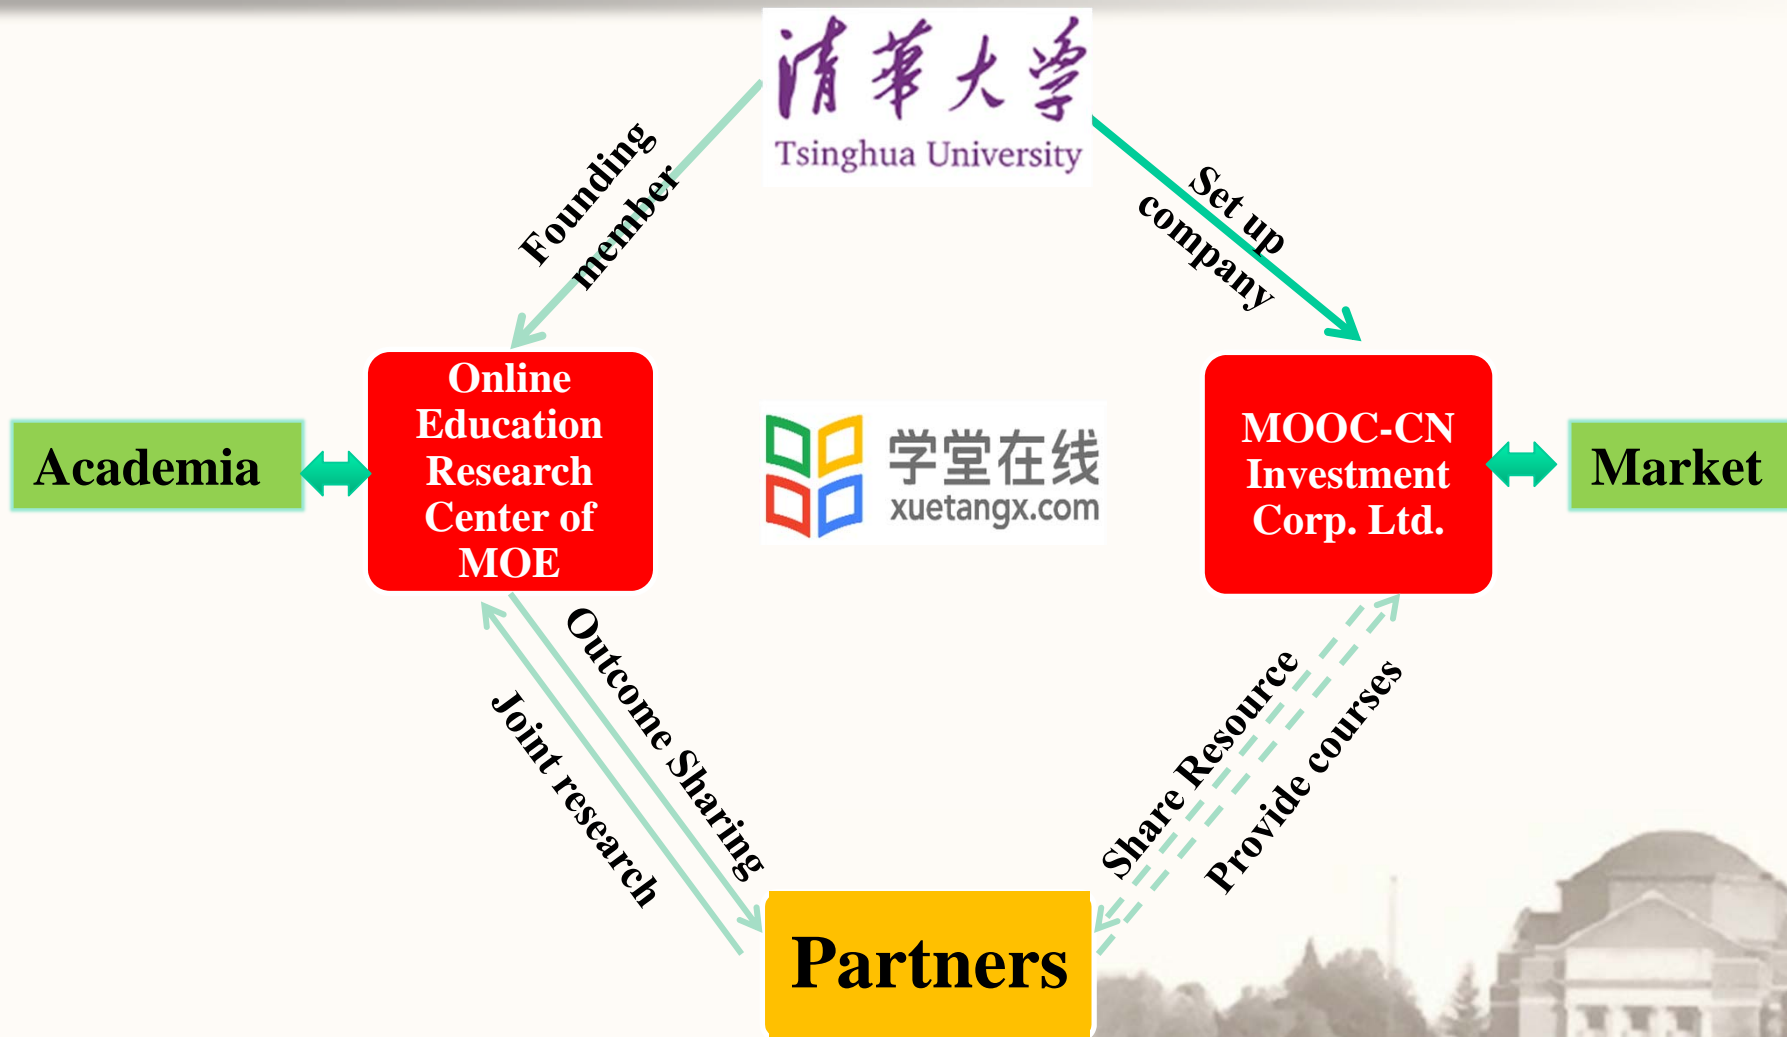 清華大学
Tsinghua University
Founding
member
Set up
company
Online
Education
Research
Center of
MOE
Academia
学堂在线
xuetangx.com
MOOC-CN
Investment
Corp. Ltd.
Market
Outcome Sharing
Joint research
Share Resource
Provide courses
Partners